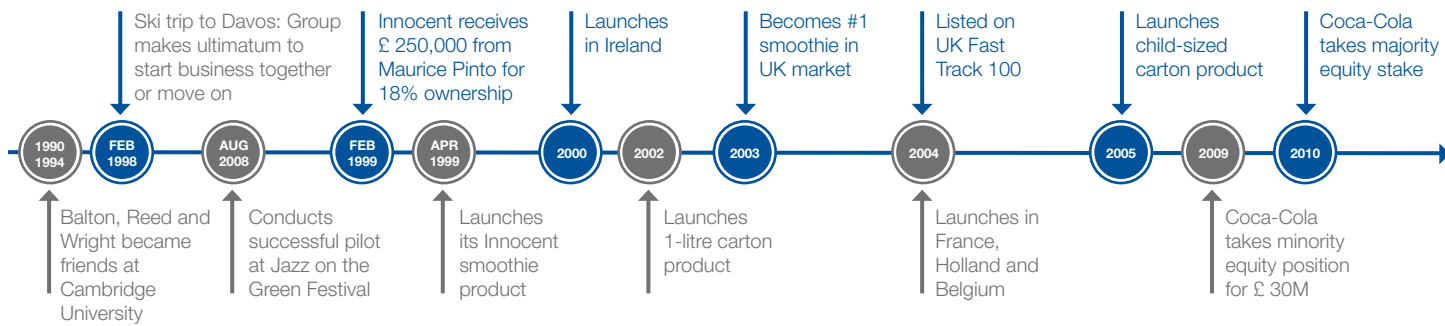 Ski trip to Davos: Group
makes ultimatum to
start business together
or move on
Innocent receives
£ 250,000 from
Maurice Pinto for
18% ownership
Launches
in Ireland
Becomes #1
smoothie in
UK market
Listed on
UK Fast
Track 100
Launches
child-sized
carton product
Coca-Cola
takes majority
equity stake
1990
1994
FEB
1998
AUG
2008
FEB
1999
APR
1999
2000
2002
2003
2004
2005
2009
2010
Balton, Reed and
Wright became
friends at
Cambridge
University
Conducts
successful pilot
at Jazz on the
Green Festival
Launches
its Innocent
smoothie
product
Launches
1-litre carton
product
Launches in
France,
Holland and
Belgium
Coca-Cola
takes minority
equity position
for £ 30M